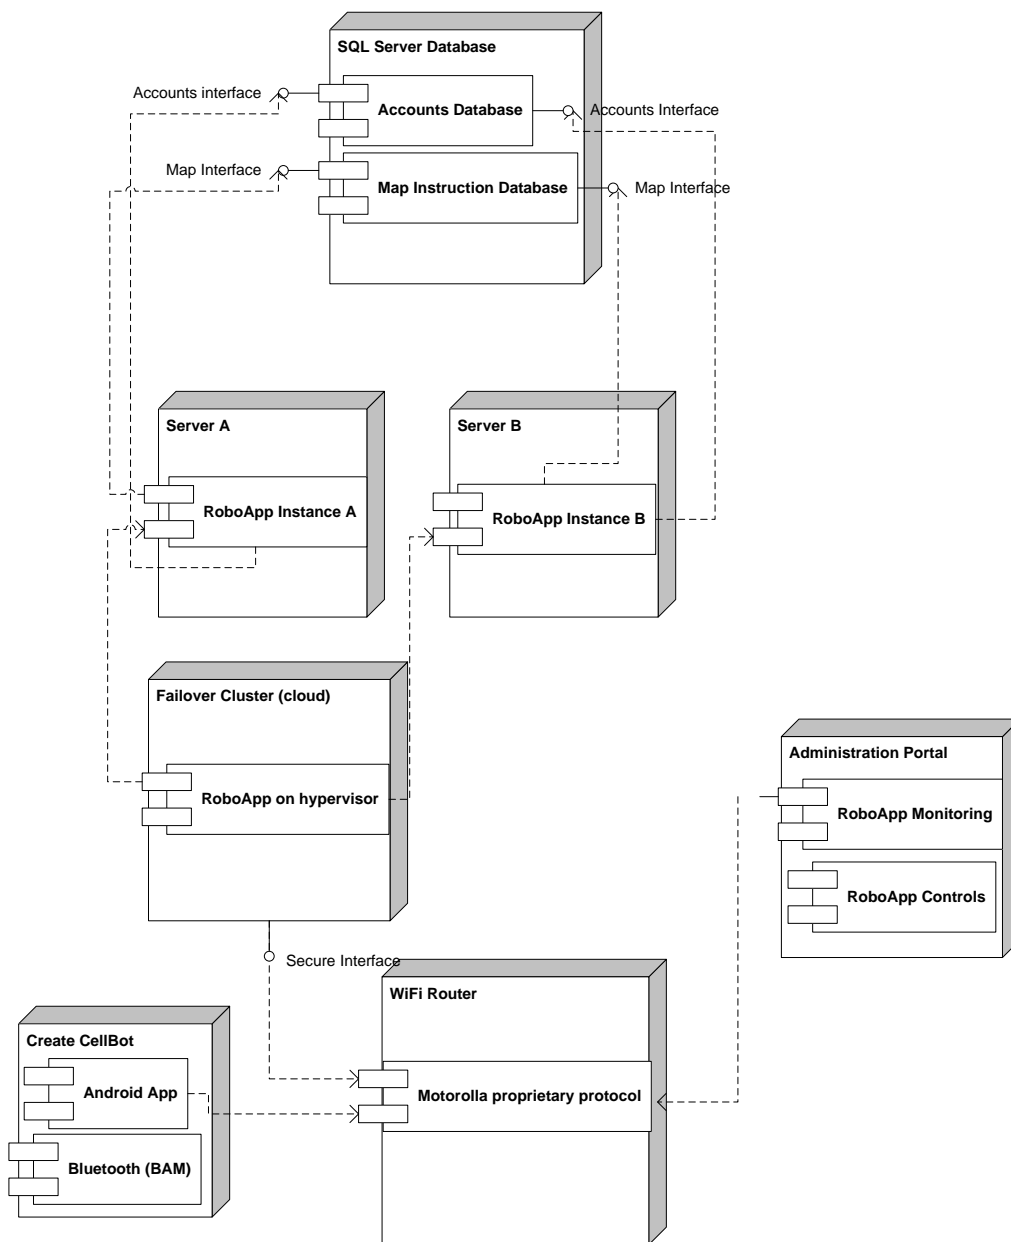 SQL Server Database
Accounts interface
Accounts Database
Accounts Interface
Map Interface
Map Instruction Database
Map Interface
Server A
Server B
RoboApp Instance A
RoboApp Instance B
Failover Cluster (cloud)
RoboApp on hypervisor
Administration Portal
RoboApp Monitoring
RoboApp Controls
Secure Interface
WiFi Router
Create CellBot
Android App
Motorolla proprietary protocol
Bluetooth (BAM)